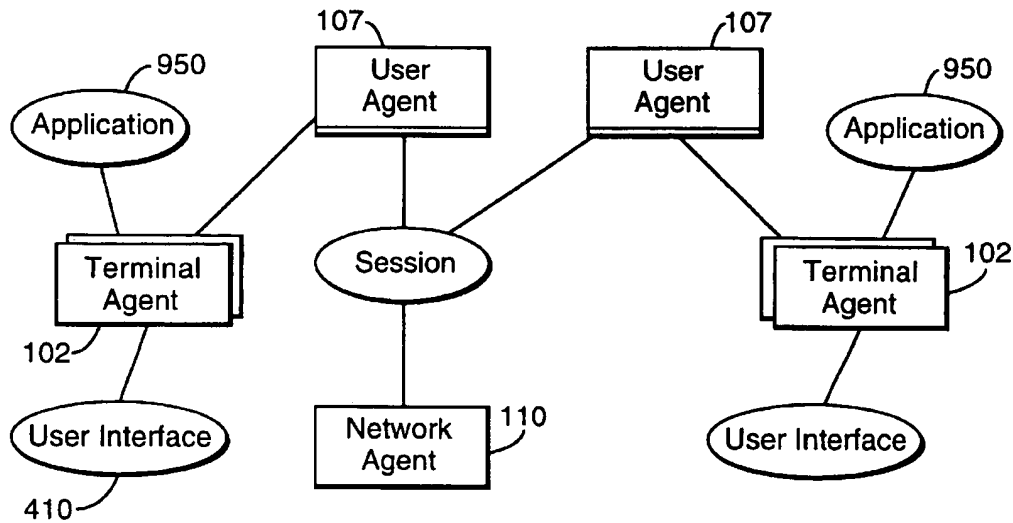 107
107
950
950
User
Agent
User
Agent
Application
Application
Terminal
Agent
Session
Terminal
Agent
102
102
User Interface
Network
Agent
110
User Interface
410